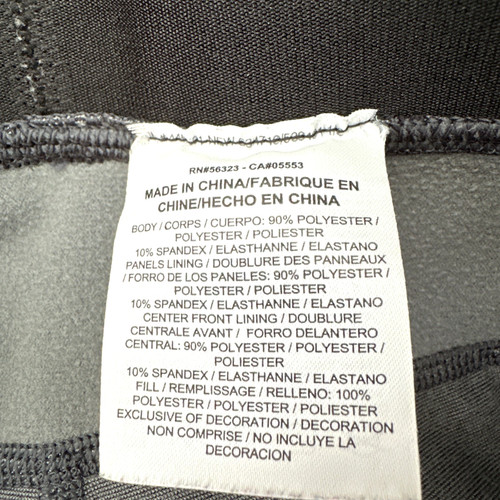 RN#56323 - CA#05553
MADE IN CHINA/FABRIQUE EN
CHINE/HECHO EN CHINA
BODY / CORPS / CUERPO: 90% POLYESTER /
POLYESTER / POLIESTER
10% SPANDEX / ELASTHANNE / ELASTANO
PANELS LINING / DOUBLURE DES PANNEAUX
/ FORRO DE LOS PANELES: 90% POLYESTER /
POLYESTER / POLIESTER
10% SPANDEX / ELASTHANNE / ELASTANO
CENTER FRONT LINING / DOUBLURE
CENTRALE AVANT / FORRO DELANTERO
CENTRAL: 90% POLYESTER / POLYESTER /
POLIESTER
10% SPANDEX / ELASTHANNE / ELASTANO
FILL / REMPLISSAGE / RELLENO: 100%
POLYESTER / POLYESTER / POLIESTER
EXCLUSIVE OF DECORATION / DECORATION
NON COMPRISE / NO INCLUYE LA
DECORACION